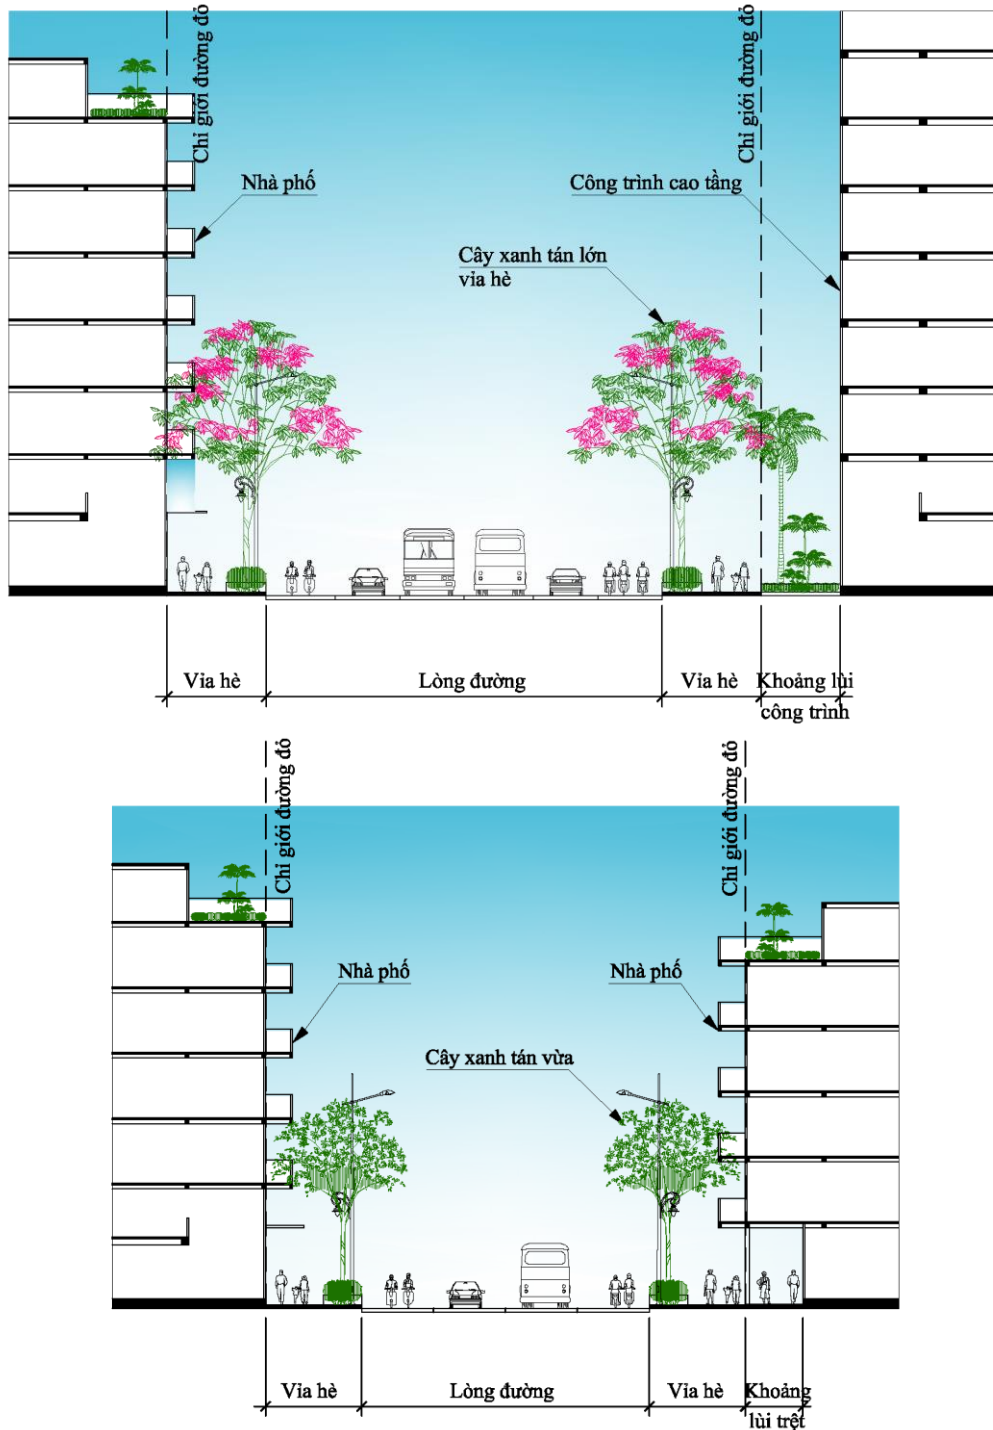 Chỉ giới đường đỏ
Chỉ giới đường đỏ
Nhà phố
Công trình cao tầng
Cây xanh tán lớn
vỉa hè
Vỉa hè
Lòng đường
Vỉa hè
Khoảng lùi
công trình
Chỉ giới đường đỏ
Chỉ giới đường đỏ
Nhà phố
Nhà phố
Cây xanh tán vừa
Vỉa hè
Lòng đường
Vỉa hè
Khoảng
lùi trệt